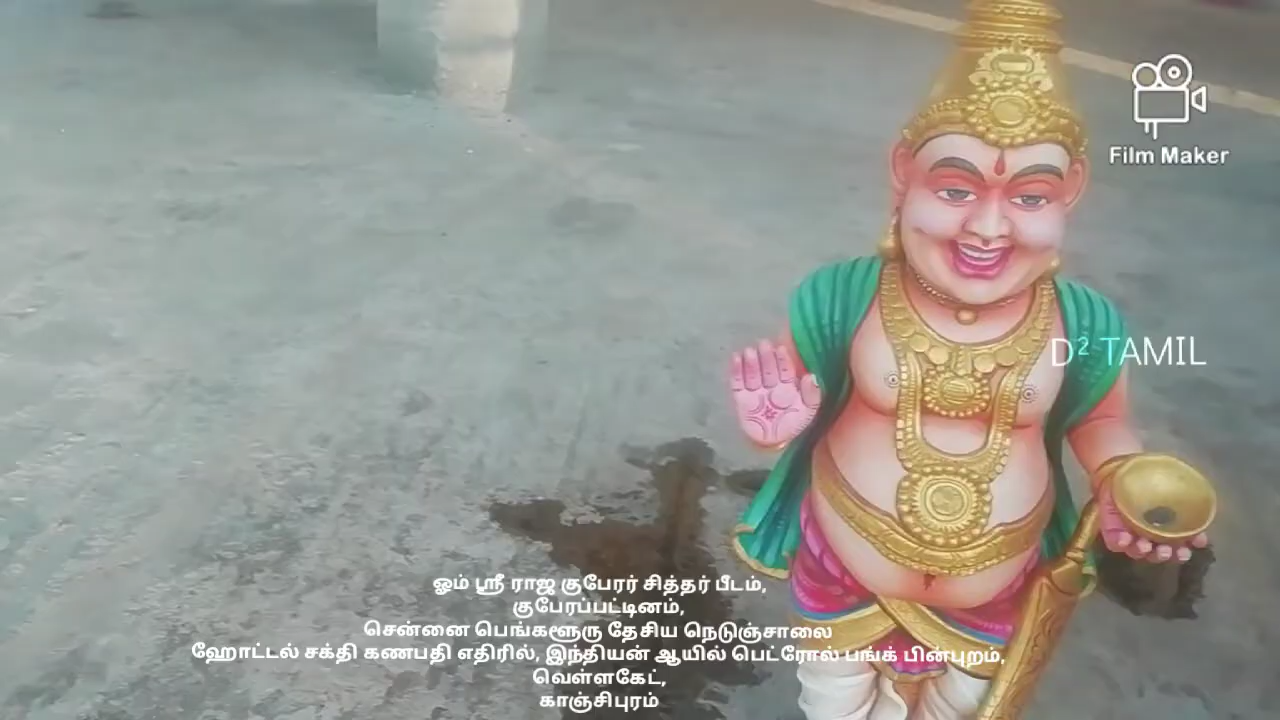 Film Maker
D² TAMIL
ஓம் ஸ்ரீ ராஜ குபேரர் சித்தர் பீடம்,
குபேரப்பட்டினம்,
சென்னை பெங்களூரு தேசிய நெடுஞ்சாலை
ஹோட்டல் சக்தி கணபதி எதிரில், இந்தியன் ஆயில் பெட்ரோல் பங்க் பின்புறம்,
வெள்ளகேட்,
காஞ்சிபுரம்